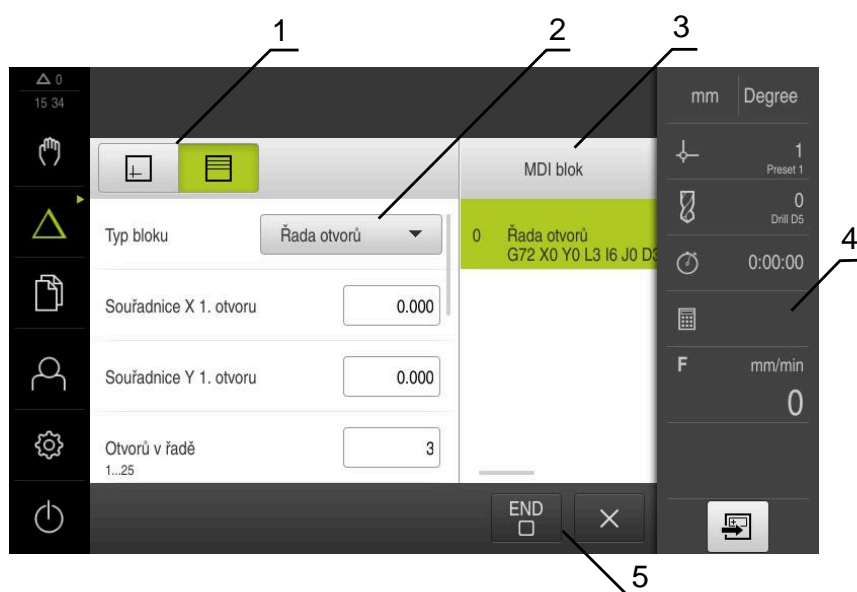 1
2
3
0
15 34
mm Degree
1
Preset 1
MDI blok
0
Drill D5
Typ bloku
Řada otvorů
0 Řada otvorů
G72 X0 Y0 L3 I6 J0 D3
4
0:00:00
Souřadnice X 1. otvoru
0.000
F mm/min
0
Souřadnice Y 1. otvoru
0.000
Otvorů v řadě
3
1...25
END
5